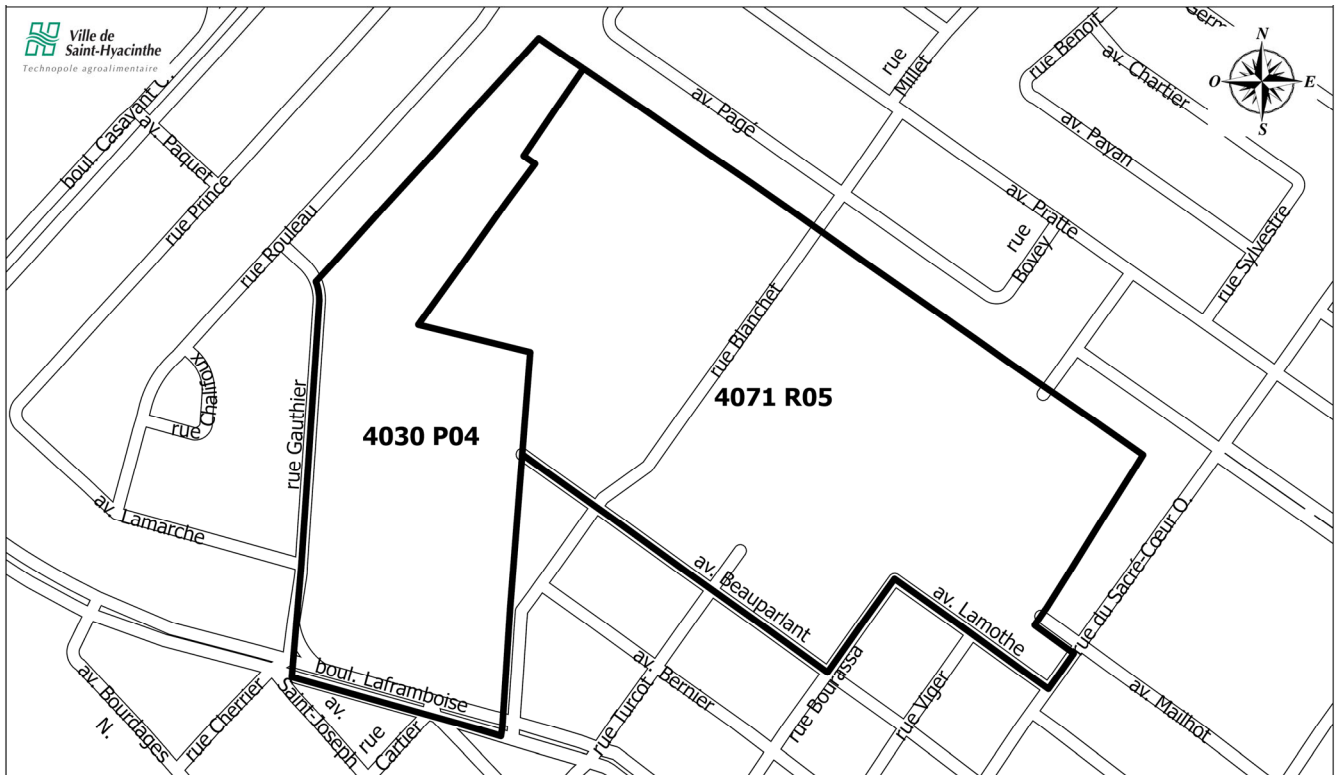 Ville de
Saint-Hyacinthe
Technopole agroalimentaire
N
O
E
S
boul. Casavant
av. Paquet
rue Prince
rue Rouleau
rue
Millet
rue Benoit
av. Chartier
av. Pagé
av. Payan
av. Pratte
rue
Bovey
rue Sylvestre
rue Chalifoux
rue Gauthier
rue Blanchet
4071 R05
4030 P04
av. Lamarche
av. Beauparlant
av. Lamothe
rue du Sacré-Cœur O.
boul. Laframboise
av. Bernier
rue Turcot
rue Bourassa
rue Viger
av. Mailhot
av. Bourdages
N.
rue Cherrier
av.
Saint-Joseph
rue
Cartier